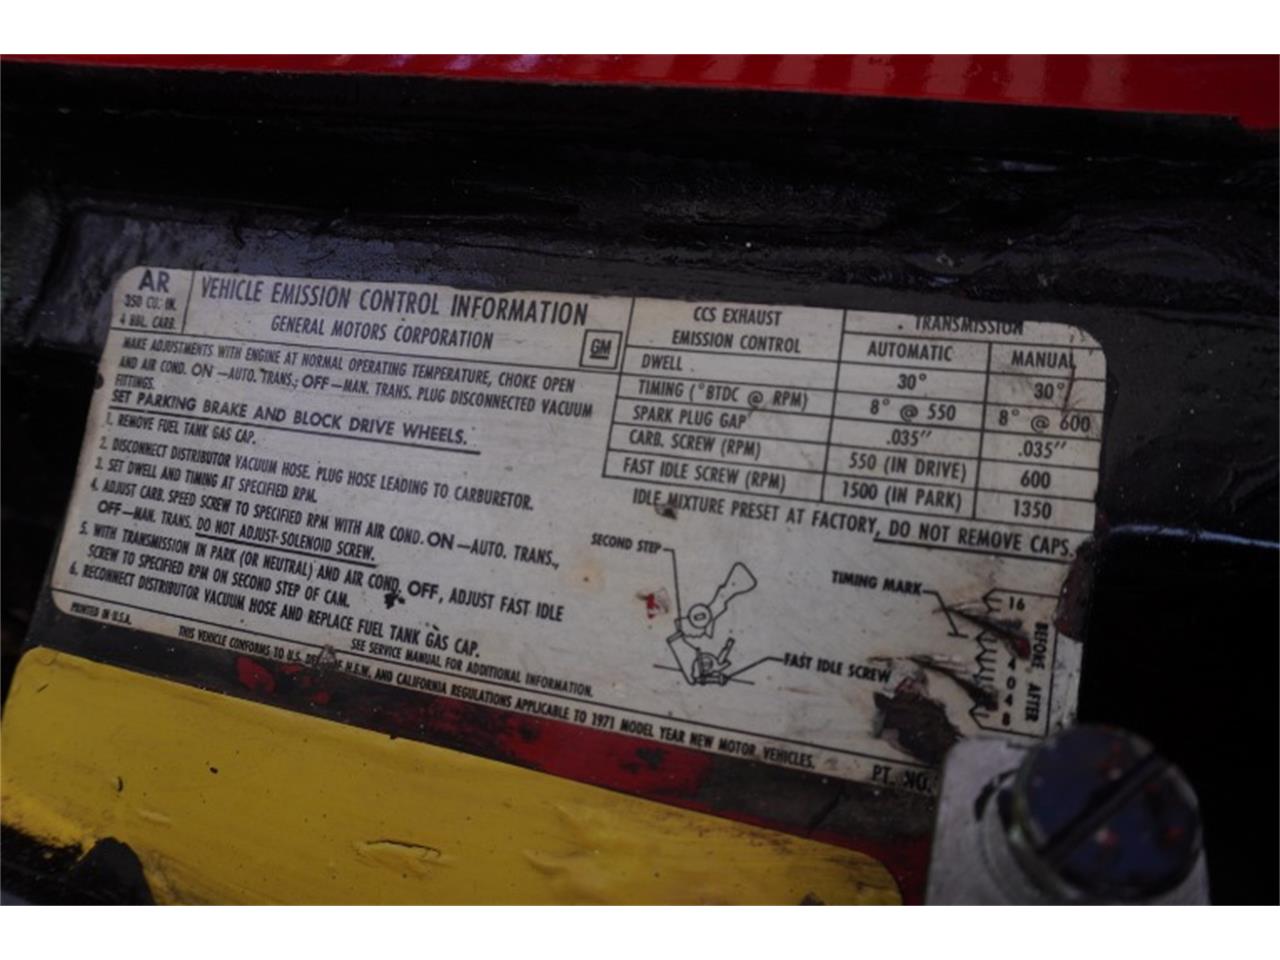 AR
350 CU. IN.
4 BBL. CARB.
VEHICLE EMISSION CONTROL INFORMATION
GENERAL MOTORS CORPORATION
GM
MAKE ADJUSTMENTS WITH ENGINE AT NORMAL OPERATING TEMPERATURE, CHOKE OPEN
AND AIR COND. ON —AUTO. TRANS.; OFF—MAN. TRANS. PLUG DISCONNECTED VACUUM
FITTINGS.
SET PARKING BRAKE AND BLOCK DRIVE WHEELS.
1. REMOVE FUEL TANK GAS CAP.
2. DISCONNECT DISTRIBUTOR VACUUM HOSE. PLUG HOSE LEADING TO CARBURETOR.
3. SET DWELL AND TIMING AT SPECIFIED RPM.
4. ADJUST CARB. SPEED SCREW TO SPECIFIED RPM WITH AIR COND. ON —AUTO. TRANS.,
OFF—MAN. TRANS. DO NOT ADJUST SOLENOID SCREW.
5. WITH TRANSMISSION IN PARK (OR NEUTRAL) AND AIR COND. OFF, ADJUST FAST IDLE
SCREW TO SPECIFIED RPM ON SECOND STEP OF CAM.
6. RECONNECT DISTRIBUTOR VACUUM HOSE AND REPLACE FUEL TANK GAS CAP.
SEE SERVICE MANUAL FOR ADDITIONAL INFORMATION.
PRINTED IN U.S.A.
THIS VEHICLE CONFORMS TO U.S. OF H.E.W. AND CALIFORNIA REGULATIONS APPLICABLE TO 1971 MODEL YEAR NEW MOTOR VEHICLES.
PT. NO.
CCS EXHAUST
EMISSION CONTROL
TRANSMISSION
AUTOMATIC MANUAL
DWELL 30° 30°
TIMING (°BTDC @ RPM) 8° @ 550 8° @ 600
SPARK PLUG GAP .035" .035"
CARB. SCREW (RPM) 550 (IN DRIVE) 600
FAST IDLE SCREW (RPM) 1500 (IN PARK) 1350
IDLE MIXTURE PRESET AT FACTORY, DO NOT REMOVE CAPS.
SECOND STEP
FAST IDLE SCREW
TIMING MARK
16
4
0
4
8
BEFORE
AFTER